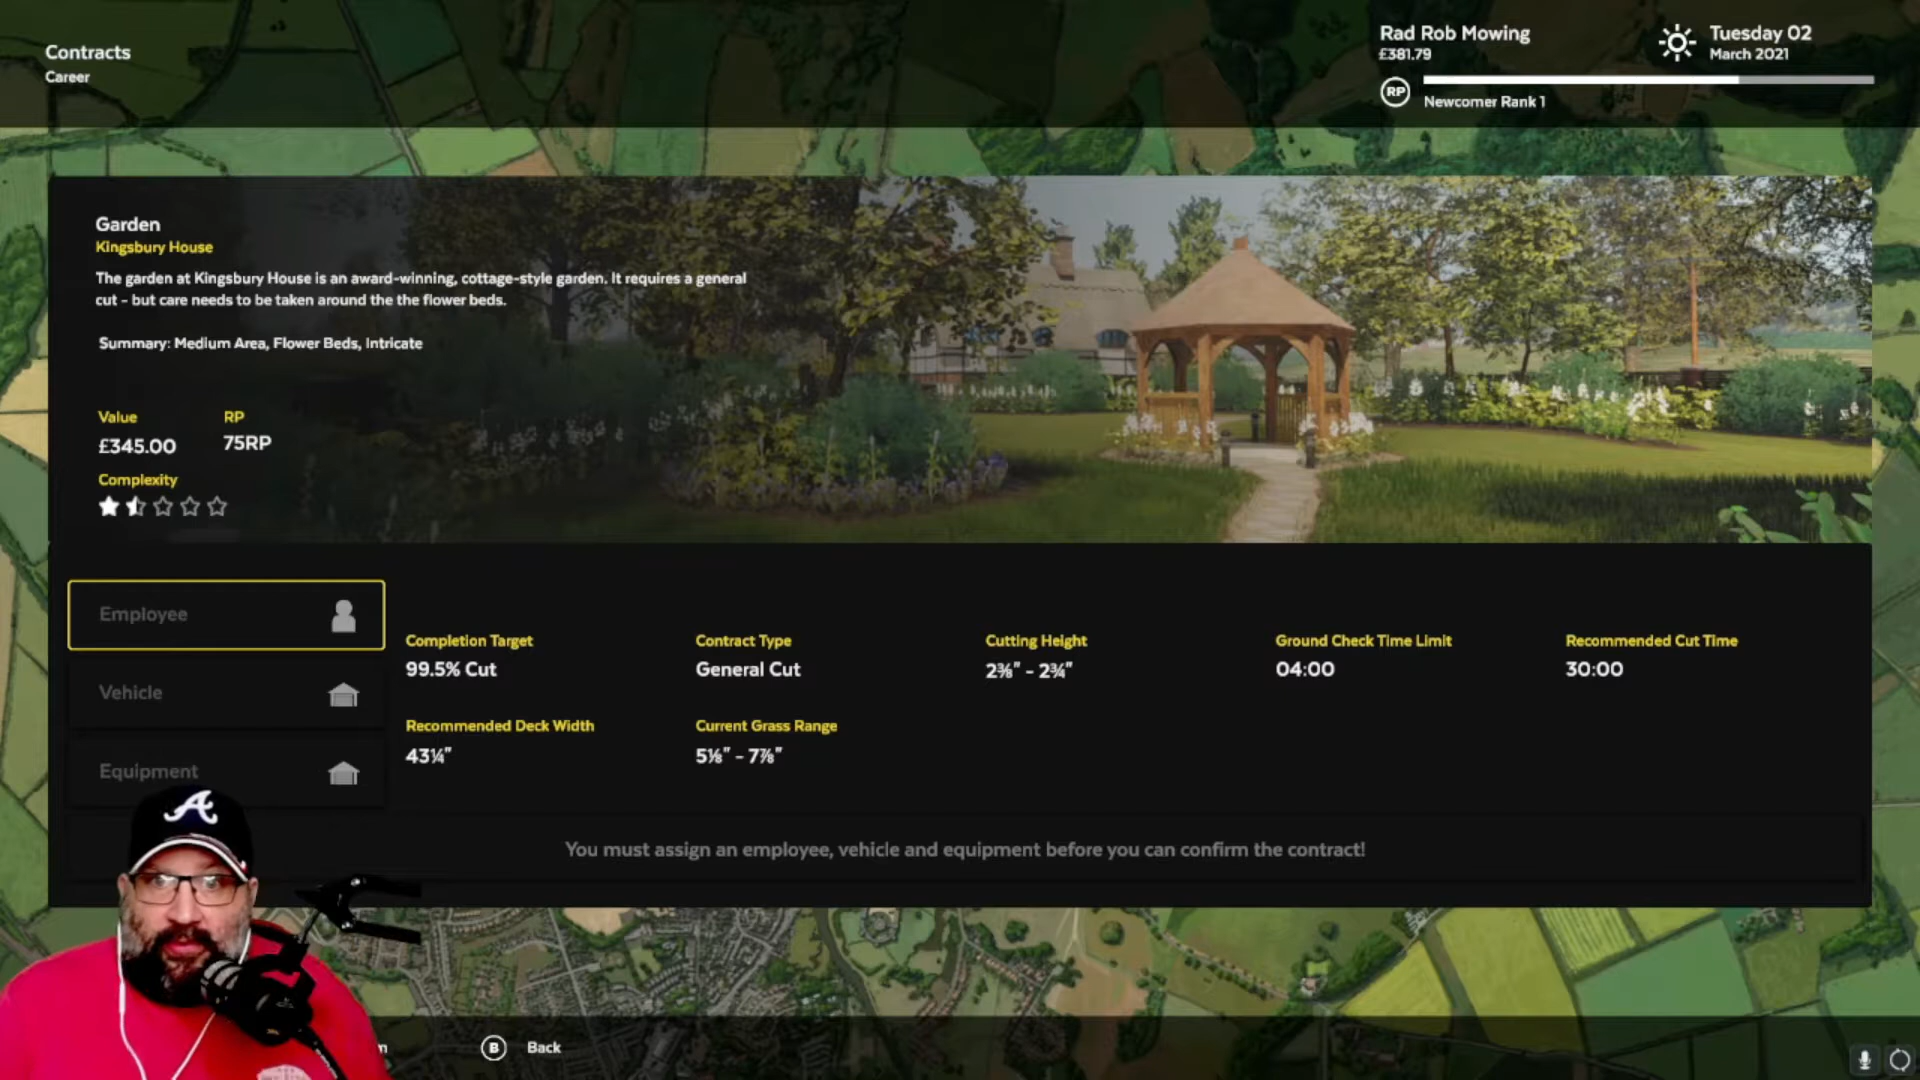 Contracts
Career
Rad Rob Mowing
£381.79
Tuesday 02
March 2021
RP
Newcomer Rank 1
Garden
Kingsbury House
The garden at Kingsbury House is an award-winning, cottage-style garden. It requires a general
cut - but care needs to be taken around the the flower beds.
Summary: Medium Area, Flower Beds, Intricate
Value
RP
£345.00
75RP
Complexity
Employee
Vehicle
Equipment
Completion Target
99.5% Cut
Contract Type
General Cut
Cutting Height
2⅜" - 2¾"
Ground Check Time Limit
04:00
Recommended Cut Time
30:00
Recommended Deck Width
43¼"
Current Grass Range
5⅛" - 7⅞"
You must assign an employee, vehicle and equipment before you can confirm the contract!
A
B Back